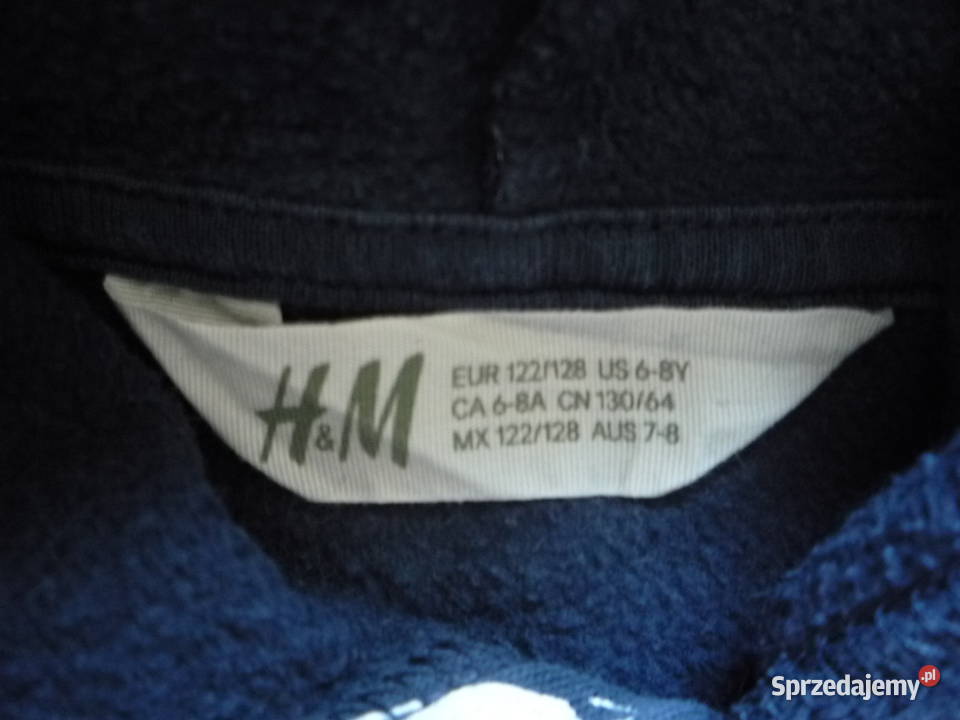 H&M
EUR 122/128 US 6-8Y
CA 6-8A CN 130/64
MX 122/128 AUS 7-8
Sprzedajemy.pl